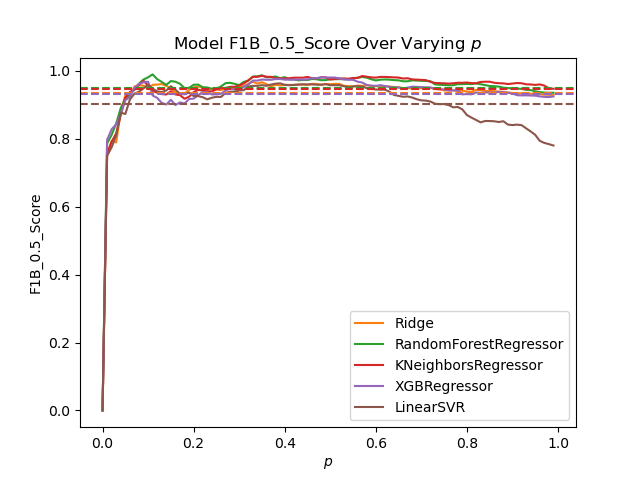 Model F1B_0.5_Score Over Varying p
F1B_0.5_Score
1.0
0.8
0.6
0.4
0.2
0.0
Ridge
RandomForestRegressor
KNeighborsRegressor
XGBRegressor
LinearSVR
0.0 0.2 0.4 0.6 0.8 1.0
p